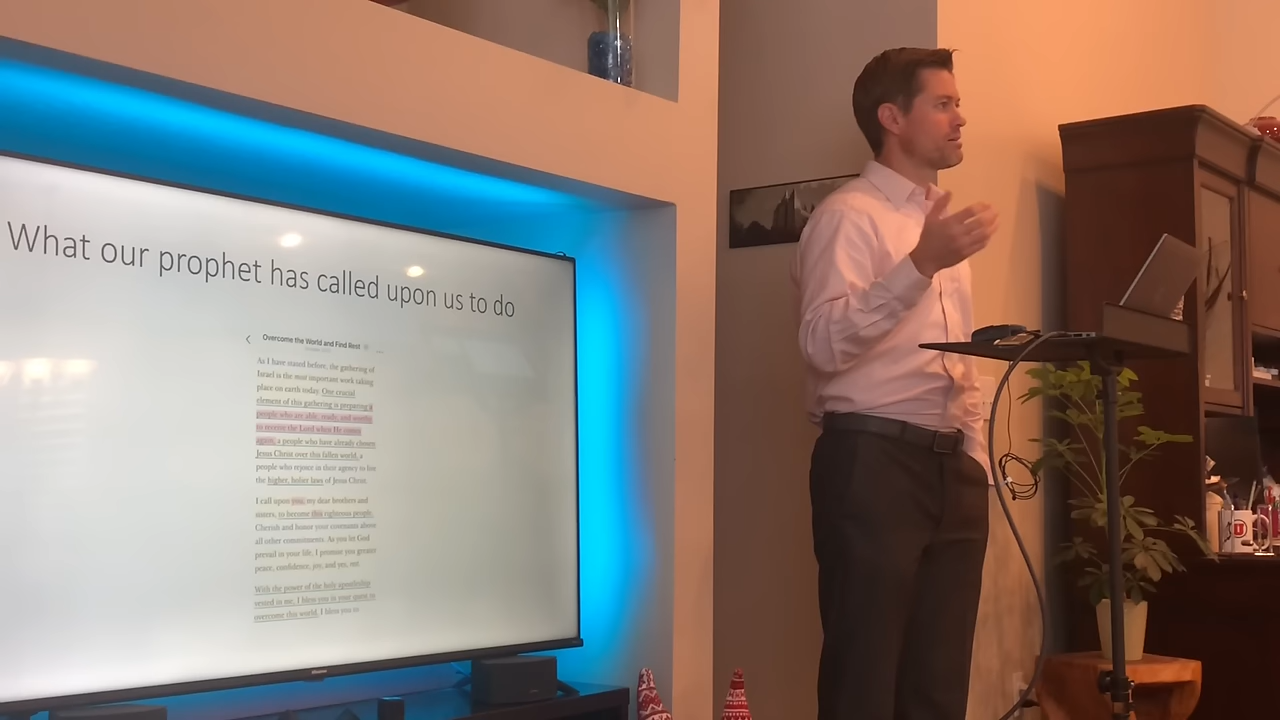 What our prophet has called upon us to do
Overcome the World and Find Rest
As I have stated before, the gathering of
Israel is the most important work taking
place on earth today. One crucial
element of this gathering is preparing a
people who are able, ready, and worthy
to receive the Lord when He comes
again, a people who have already chosen
Jesus Christ over this fallen world, a
people who rejoice in their agency to live
the higher, holier laws of Jesus Christ.
I call upon you, my dear brothers and
sisters, to become this righteous people.
Cherish and honor your covenants above
all other commitments. As you let God
prevail in your life, I promise you greater
peace, confidence, joy, and yes, rest.
With the power of the holy apostleship
vested in me, I bless you in your quest to
overcome this world. I bless you to
Hisense
U